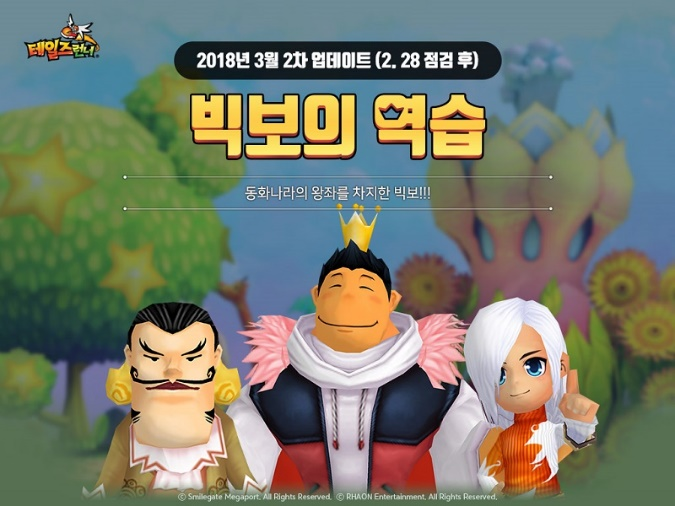 테일즈런너
2018년 3월 2차 업데이트 (2. 28 점검 후)
빅보의 역습
동화나라의 왕좌를 차지한 빅보!!!
ⓒ Smilegate Megaport. All Rights Reserved. ⓒ RHAON Entertainment, All Rights Reserved.